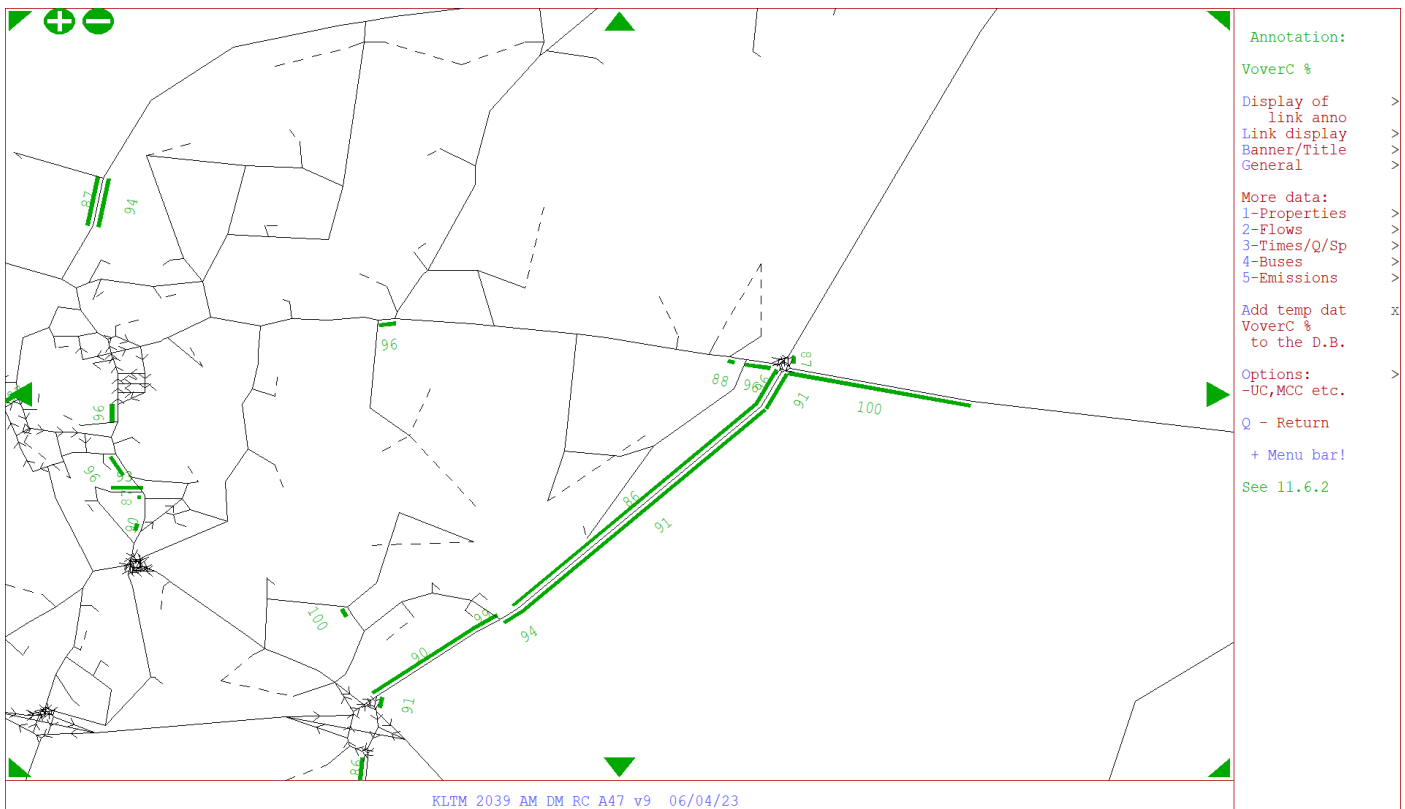 Annotation:
VoverC %
Display of >
link anno
Link display >
Banner/Title >
General >
More data:
1-Properties >
2-Flows >
3-Times/Q/Sp >
4-Buses >
5-Emissions >
Add temp dat x
VoverC %
to the D.B.
Options: >
-UC,MCC etc.
Q - Return
+ Menu bar!
See 11.6.2
87
94
96
88
96
96
87
91
100
96
96
93
90
86
91
100
99
94
90
91
86
KLTM 2039 AM DM RC A47 v9 06/04/23